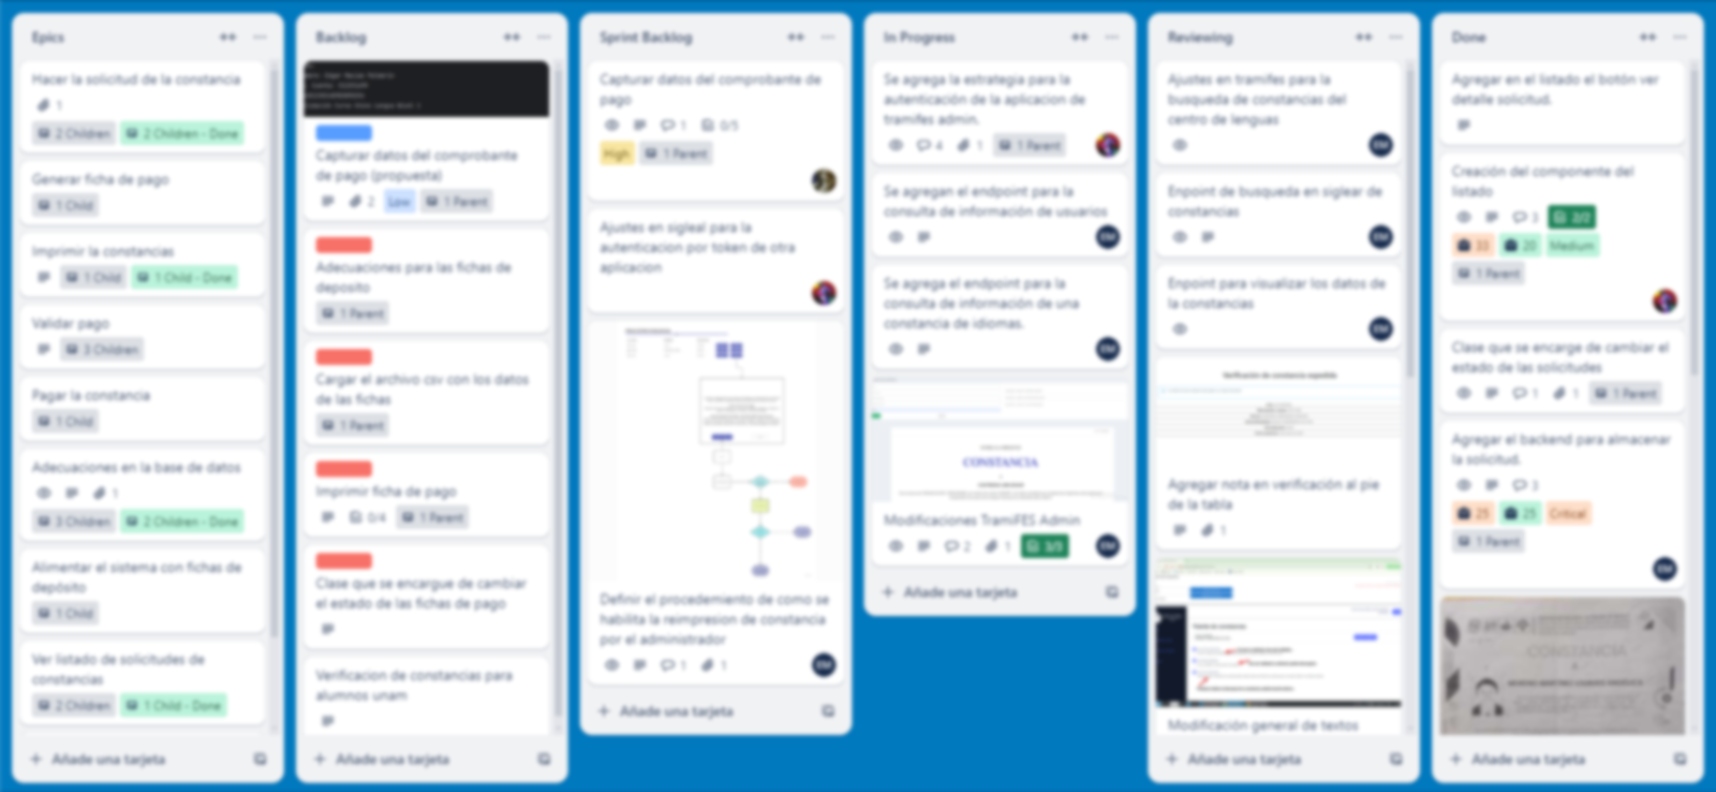 Epics
Hacer la solicitud de la constancia
1
2 Children
2 Children - Done
Generar ficha de pago
1 Child
Imprimir la constancias
1 Child
1 Child - Done
Validar pago
3 Children
Pagar la constancia
1 Child
Adecuaciones en la base de datos
1
3 Children
2 Children - Done
Alimentar el sistema con fichas de
depósito
1 Child
Ver listado de solicitudes de
constancias
2 Children
1 Child - Done
Añade una tarjeta
Backlog
Capturar datos del comprobante
de pago (propuesta)
2
Low
1 Parent
Adecuaciones para las fichas de
deposito
1 Parent
Cargar el archivo csv con los datos
de las fichas
1 Parent
Imprimir ficha de pago
0/4
1 Parent
Clase que se encargue de cambiar
el estado de las fichas de pago
Verificacion de constancias para
alumnos unam
Añade una tarjeta
Sprint Backlog
Capturar datos del comprobante de
pago
1
0/5
High
1 Parent
Ajustes en sigleal para la
autenticacion por token de otra
aplicacion
Definir el procedemiento de como se
habilita la reimpresion de constancia
por el administrador
1
1
EM
Añade una tarjeta
In Progress
Se agrega la estrategia para la
autenticación de la aplicacion de
tramifes admin.
4
1
1 Parent
Se agregan el endpoint para la
consulta de información de usuarios
EM
Se agrega el endpoint para la
consulta de información de una
constancia de idiomas.
EM
CONSTANCIA
Modificaciones TramiFES Admin
2
1
3/3
EM
Añade una tarjeta
Reviewing
Ajustes en tramifes para la
busqueda de constancias del
centro de lenguas
EM
Enpoint de busqueda en siglear de
constancias
EM
Enpoint para visualizar los datos de
la constancias
EM
Verificación de constancia expedida
Agregar nota en verificación al pie
de la tabla
1
Modificación general de textos
Añade una tarjeta
Done
Agregar en el listado el botón ver
detalle solicitud.
Creación del componente del
listado
3
2/2
33
20
Medium
1 Parent
Clase que se encarge de cambiar el
estado de las solicitudes
1
1
1 Parent
Agregar el backend para almacenar
la solicitud.
3
25
25
Critical
1 Parent
EM
CONSTANCIA
Añade una tarjeta